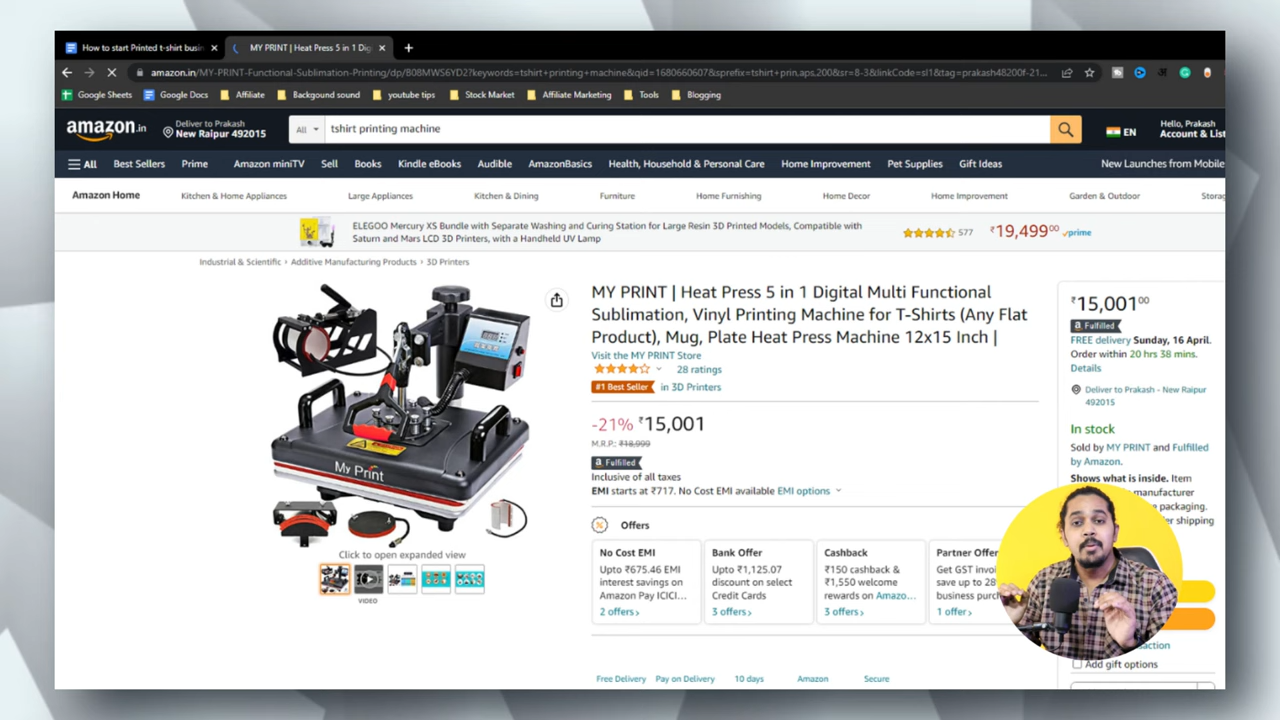 How to start Printed t-shirt busin
MY PRINT | Heat Press 5 in 1 Dig
amazon.in/MY-PRINT-Functional-Sublimation-Printing/dp/B08MWS6YD2?keywords=tshirt+printing+machine&qid=1680660607&sprefix=tshirt+prin,aps,200&sr=8-3&linkCode=sl1&tag=prakash48200f-21...
Google Sheets Google Docs Affiliate Backgound sound youtube tips Stock Market Affiliate Marketing Tools Blogging
amazon.in
Deliver to Prakash
New Raipur 492015
All tshirt printing machine
EN
Hello, Prakash
Account & List
All Best Sellers Prime Amazon miniTV Sell Books Kindle eBooks Audible AmazonBasics Health, Household & Personal Care Home Improvement Pet Supplies Gift Ideas New Launches from Mobile
Amazon Home Kitchen & Home Appliances Large Appliances Kitchen & Dining Furniture Home Furnishing Home Decor Home Improvement Garden & Outdoor Storag
ELEGOO Mercury XS Bundle with Separate Washing and Curing Station for Large Resin 3D Printed Models, Compatible with
Saturn and Mars LCD 3D Printers, with a Handheld UV Lamp
577 ₹19,499.00 prime
Industrial & Scientific › Additive Manufacturing Products › 3D Printers
My Print
Click to open expanded view
VIDEO
MY PRINT | Heat Press 5 in 1 Digital Multi Functional
Sublimation, Vinyl Printing Machine for T-Shirts (Any Flat
Product), Mug, Plate Heat Press Machine 12x15 Inch |
Visit the MY PRINT Store
28 ratings
#1 Best Seller in 3D Printers
-21% ₹15,001
M.R.P.: ₹18,999
a Fulfilled
Inclusive of all taxes
EMI starts at ₹717. No Cost EMI available EMI options
Offers
No Cost EMI
Upto ₹675.46 EMI
interest savings on
Amazon Pay ICICI...
2 offers›
Bank Offer
Upto ₹1,125.07
discount on select
Credit Cards
3 offers›
Cashback
₹150 cashback &
₹1,550 welcome
rewards on Amazo...
3 offers›
Partner Offer
Get GST invoi
save up to 28
business purch
1 offer›
Free Delivery Pay on Delivery 10 days Amazon Secure
₹15,001.00
a Fulfilled
FREE delivery Sunday, 16 April.
Order within 20 hrs 38 mins.
Details
Deliver to Prakash - New Raipur
492015
In stock
Sold by MY PRINT and Fulfilled
by Amazon.
Shows what is inside. Item
manufacturer
packaging.
er shipping
Add gift options